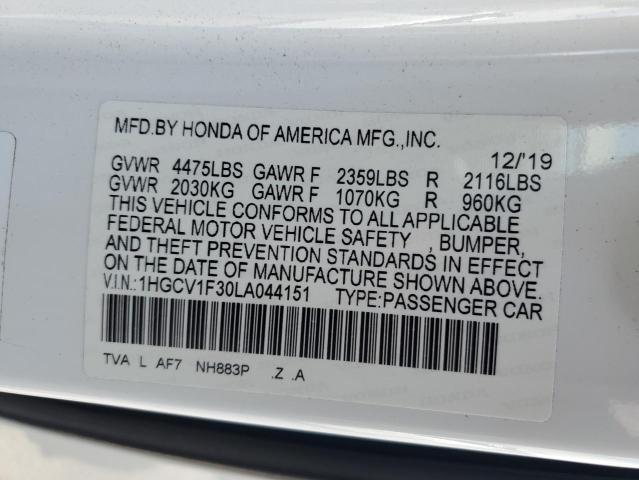 MFD.BY HONDA OF AMERICA MFG.,INC.
12/'19
GVWR 4475LBS GAWR F 2359LBS R 2116LBS
GVWR 2030KG GAWR F 1070KG R 960KG
THIS VEHICLE CONFORMS TO ALL APPLICABLE
FEDERAL MOTOR VEHICLE SAFETY , BUMPER,
AND THEFT PREVENTION STANDARDS IN EFFECT
ON THE DATE OF MANUFACTURE SHOWN ABOVE.
V.I.N.:1HGCV1F30LA044151 TYPE:PASSENGER CAR
TVA L AF7 NH883P .Z .A